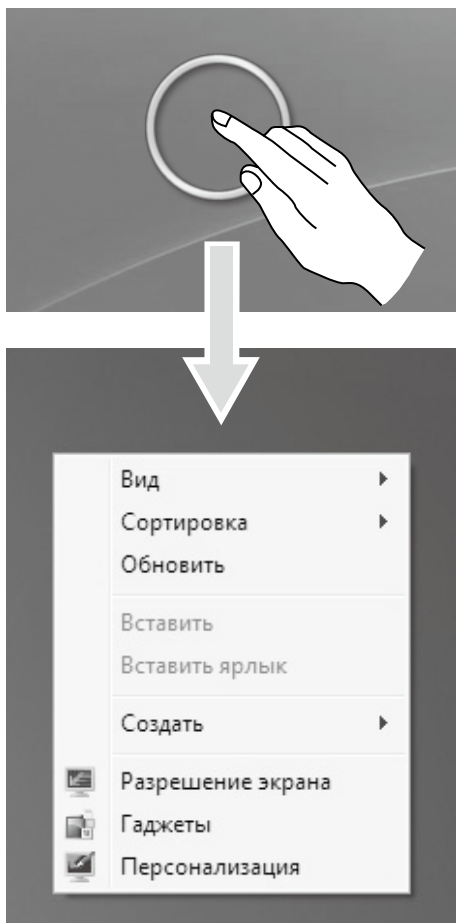 Вид
Сортировка
Обновить
Вставить
Вставить ярлык
Создать
Разрешение экрана
Гаджеты
Персонализация